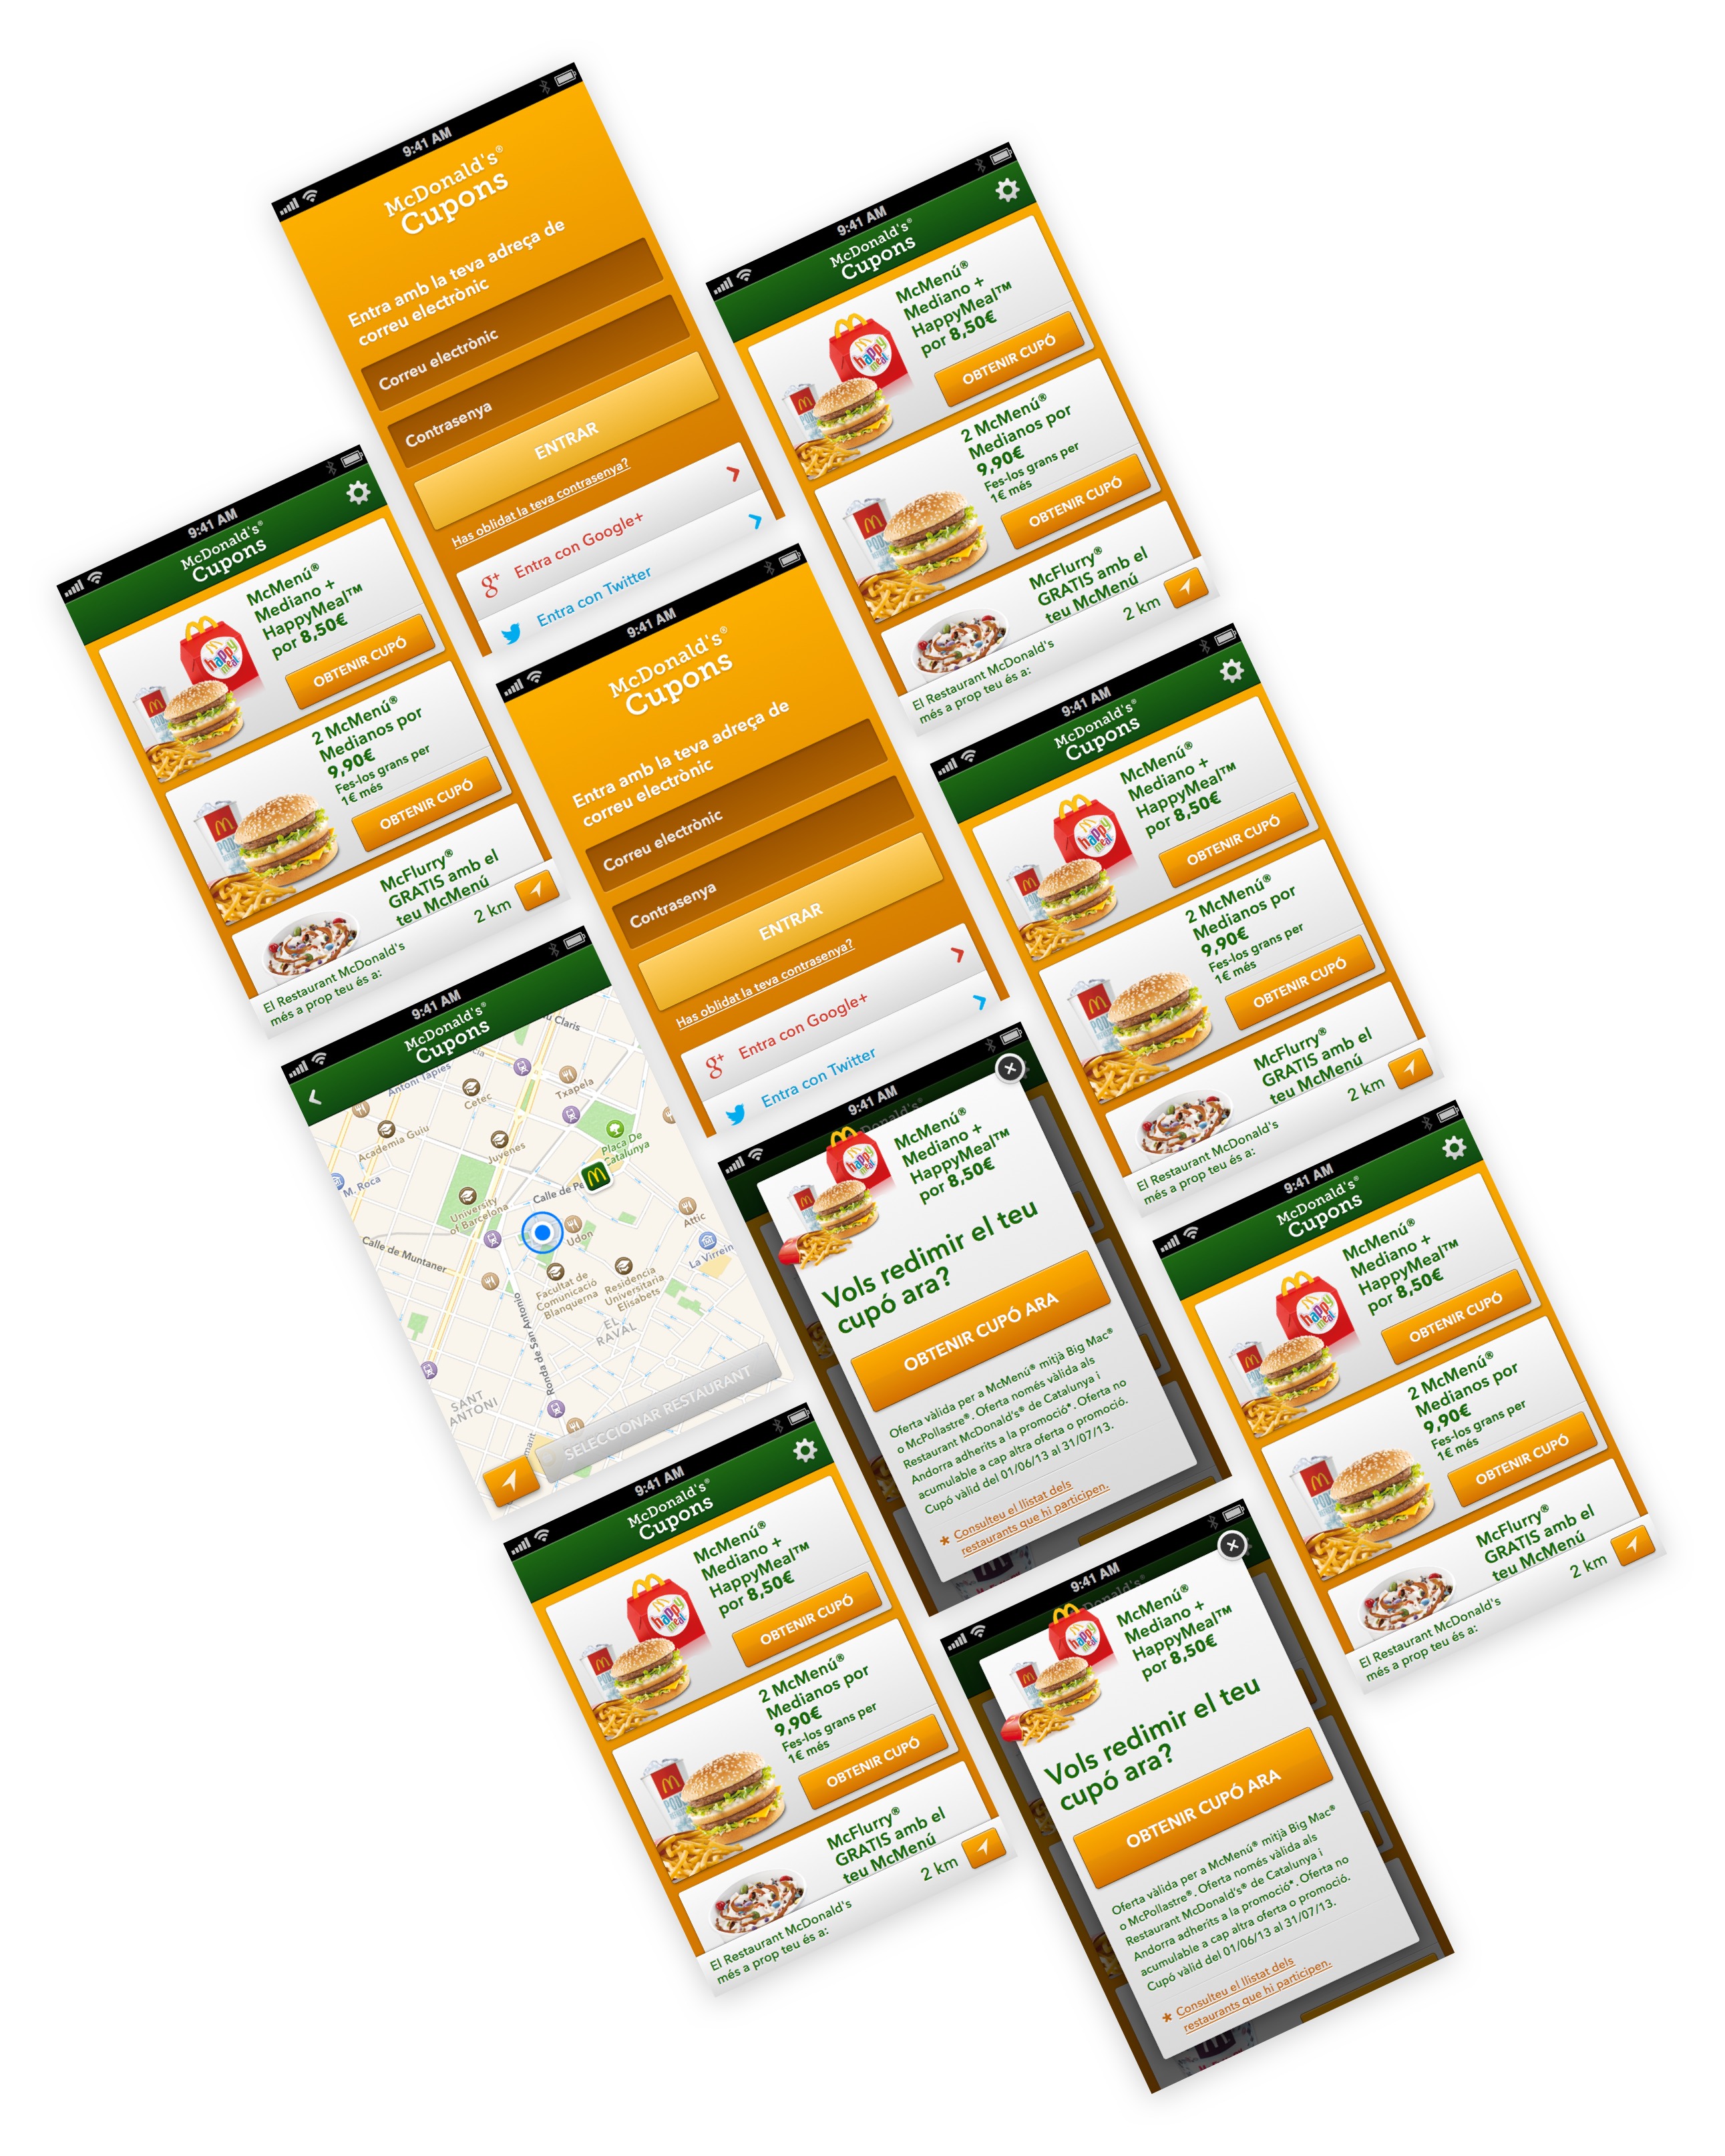 9:41 AM
McDonald's®
Cupons
Entra amb la teva adreça de
correu electrònic
Correu electrònic
Contrasenya
ENTRAR
Has oblidat la teva contrasenya?
g+ Entra con Google+
Entra con Twitter
9:41 AM
McDonald's®
Cupons
McMenú®
Mediano +
HappyMeal™
por 8,50€
happy
meal
OBTENIR CUPÓ
2 McMenú®
Medianos por
9,90€
Fes-los grans per
1€ més
OBTENIR CUPÓ
McFlurry®
GRATIS amb el
teu McMenú
El Restaurant McDonald's
més a prop teu és a:
2 km
9:41 AM
McDonald's®
Cupons
McMenú®
Mediano +
HappyMeal™
por 8,50€
happy
meal
OBTENIR CUPÓ
2 McMenú®
Medianos por
9,90€
Fes-los grans per
1€ més
OBTENIR CUPÓ
McFlurry®
GRATIS amb el
teu McMenú
El Restaurant McDonald's
més a prop teu és a:
2 km
9:41 AM
McDonald's®
Cupons
Entra amb la teva adreça de
correu electrònic
Correu electrònic
Contrasenya
ENTRAR
Has oblidat la teva contrasenya?
g+ Entra con Google+
Entra con Twitter
9:41 AM
McDonald's®
Cupons
McMenú®
Mediano +
HappyMeal™
por 8,50€
happy
meal
OBTENIR CUPÓ
2 McMenú®
Medianos por
9,90€
Fes-los grans per
1€ més
OBTENIR CUPÓ
McFlurry®
GRATIS amb el
teu McMenú
El Restaurant McDonald's
més a prop teu és a:
2 km
9:41 AM
McDonald's®
Cupons
Claris
Antoni Tapies
Cetec
Txapela
Academia Guiu
Juvenes
Placa De
Catalunya
M. Roca
University
of Barcelona
Calle de
Udon
Attic
La Virrein
Calle de Muntaner
Facultat de
Comunicació
Blanquerna
Residencia
Universitaria
Elisabets
EL
RAVAL
Ronda de San Antonio
SANT
ANTONI
SELECCIONAR RESTAURANT
9:41 AM
McMenú®
Mediano +
HappyMeal™
por 8,50€
happy
meal
Vols redimir el teu
cupó ara?
OBTENIR CUPÓ ARA
Oferta vàlida per a McMenú® mitjà Big Mac®
o McPollastre®. Oferta només vàlida als
Restaurant McDonald's® de Catalunya i
Andorra adherits a la promoció*. Oferta no
acumulable a cap altra oferta o promoció.
Cupó vàlid del 01/06/13 al 31/07/13.
* Consulteu el llistat dels
restaurants que hi participen.
9:41 AM
McDonald's®
Cupons
McMenú®
Mediano +
HappyMeal™
por 8,50€
happy
meal
OBTENIR CUPÓ
2 McMenú®
Medianos por
9,90€
Fes-los grans per
1€ més
OBTENIR CUPÓ
McFlurry®
GRATIS amb el
teu McMenú
El Restaurant McDonald's
més a prop teu és a:
2 km
9:41 AM
McDonald's®
Cupons
McMenú®
Mediano +
HappyMeal™
por 8,50€
happy
meal
OBTENIR CUPÓ
2 McMenú®
Medianos por
9,90€
Fes-los grans per
1€ més
OBTENIR CUPÓ
McFlurry®
GRATIS amb el
teu McMenú
El Restaurant McDonald's
més a prop teu és a:
2 km
9:41 AM
McMenú®
Mediano +
HappyMeal™
por 8,50€
happy
meal
Vols redimir el teu
cupó ara?
OBTENIR CUPÓ ARA
Oferta vàlida per a McMenú® mitjà Big Mac®
o McPollastre®. Oferta només vàlida als
Restaurant McDonald's® de Catalunya i
Andorra adherits a la promoció*. Oferta no
acumulable a cap altra oferta o promoció.
Cupó vàlid del 01/06/13 al 31/07/13.
* Consulteu el llistat dels
restaurants que hi participen.